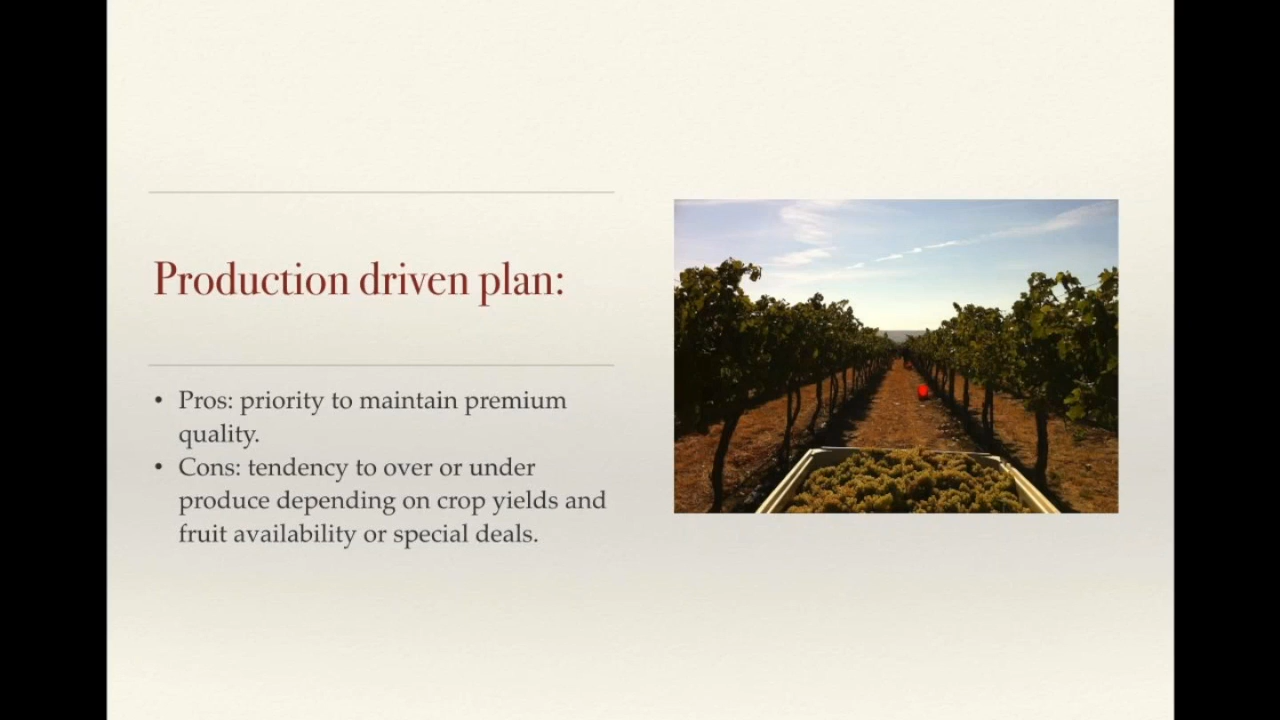 Production driven plan:
• Pros: priority to maintain premium
quality.
• Cons: tendency to over or under
produce depending on crop yields and
fruit availability or special deals.